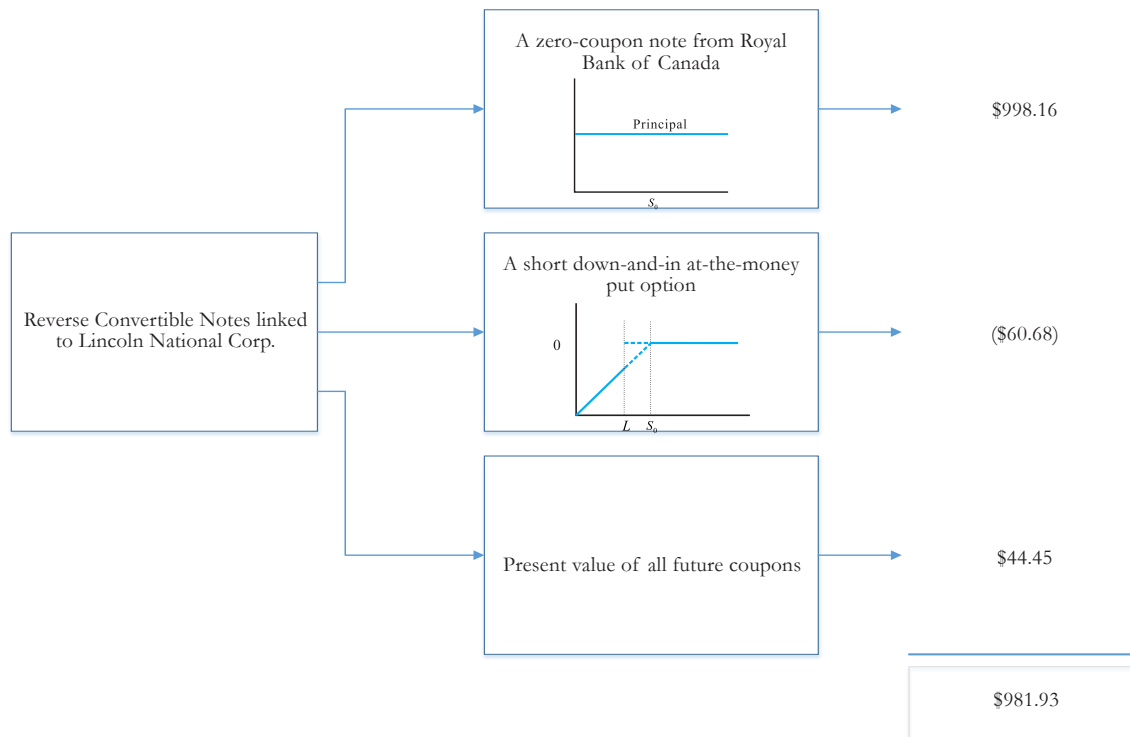 A zero-coupon note from Royal
Bank of Canada
Principal
S₀
$998.16
Reverse Convertible Notes linked
to Lincoln National Corp.
A short down-and-in at-the-money
put option
0
L S₀
($60.68)
Present value of all future coupons
$44.45
$981.93